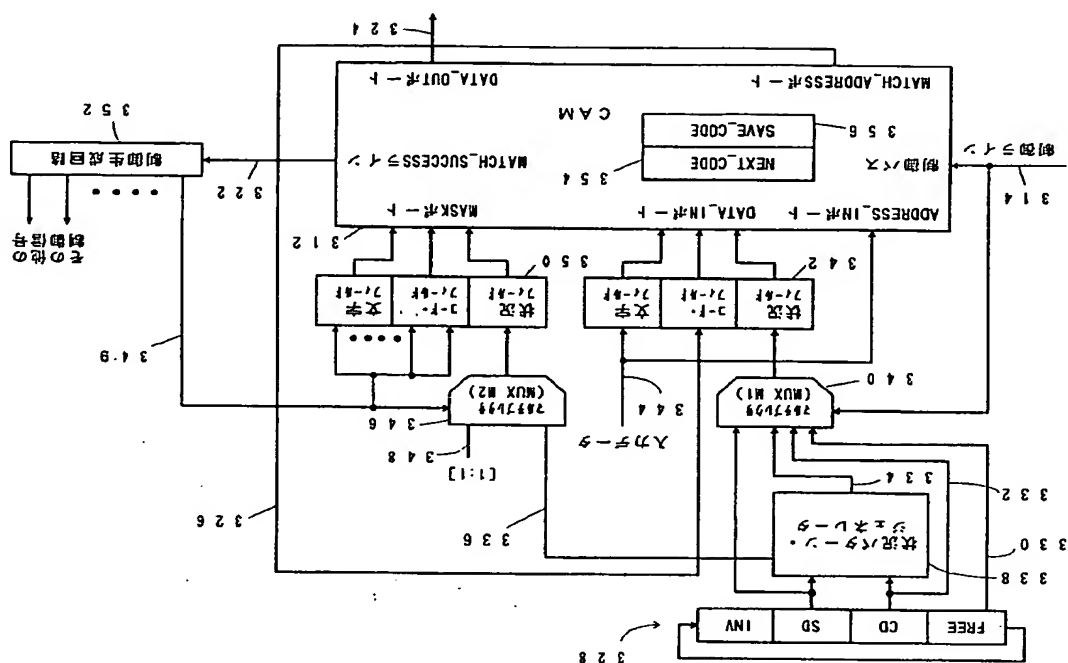 328
FREE CD SD INV
338
状況パターン・
ジェネレータ
330
332
334
336
326
[1:1]
348
入力データ
344
マルチプレクサ
(MUX M1)
340
マルチプレクサ
(MUX M2)
346
349
状況
フィールド
コード・
フィールド
文字
フィールド
342
状況
フィールド
コード・
フィールド
文字
フィールド
350
312
その他の
制御信号
314
制御ライン
ADDRESS_INポート
DATA_INポート
MASKポート
制御バス
NEXT_CODE
354
SAVE_CODE
356
CAM
MATCH_SUCCESSライン
322
制御生成回路
352
MATCH_ADDRESSポート
DATA_OUTポート
324